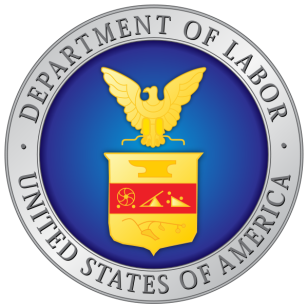 · DEPARTMENT OF LABOR ·
UNITED STATES OF AMERICA